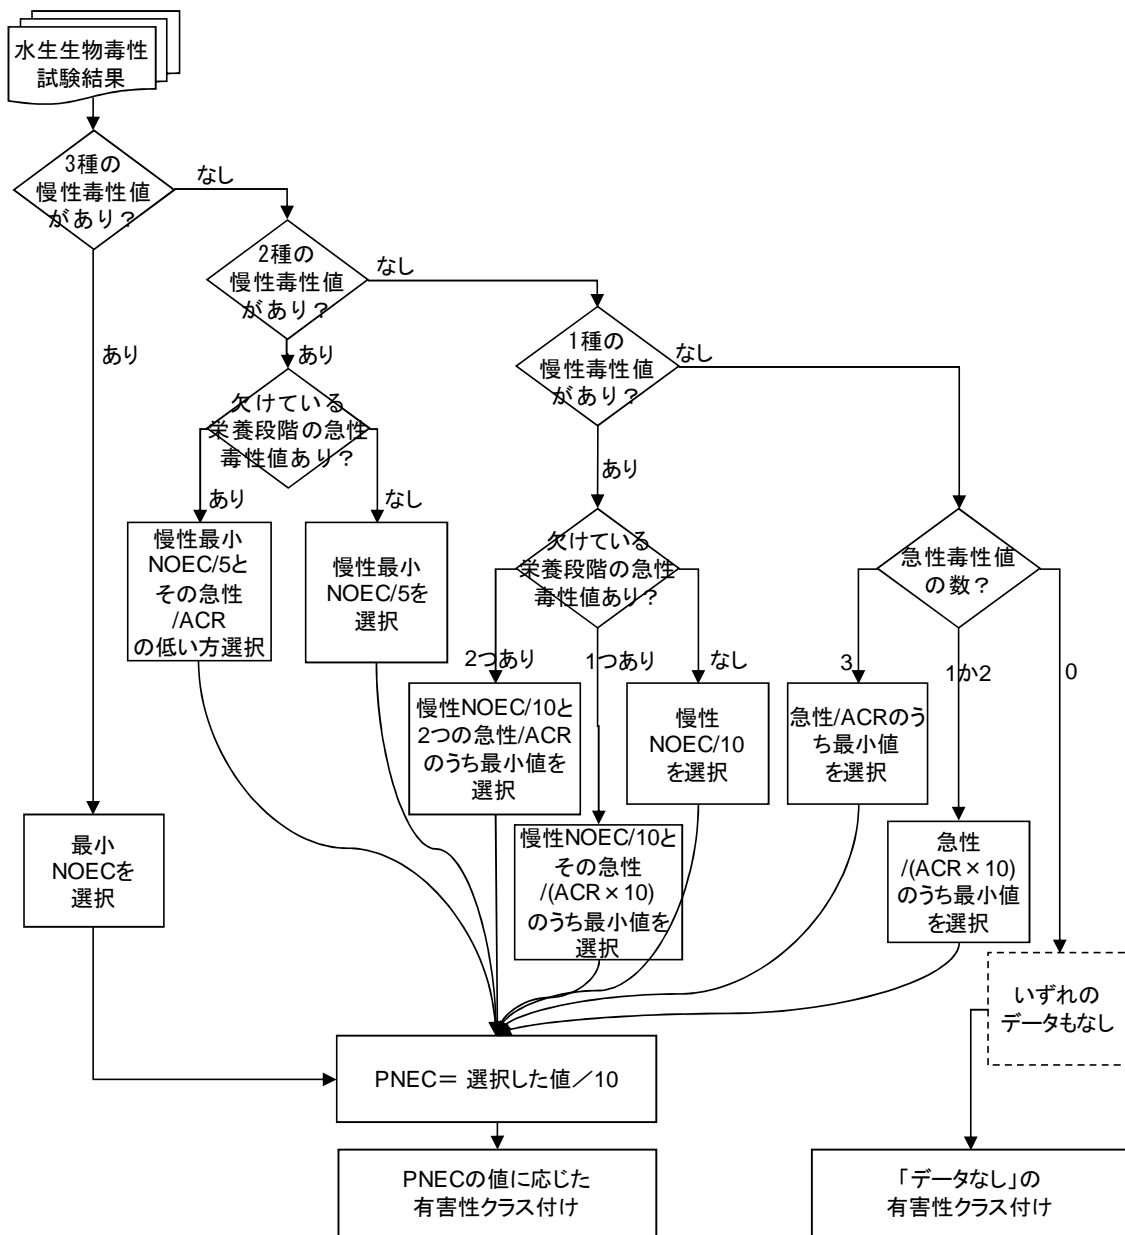 水生生物毒性
試験結果
3種の
慢性毒性値
があり？
なし
あり
2種の
慢性毒性値
があり？
なし
あり
1種の
慢性毒性値
があり？
なし
あり
欠けている
栄養段階の急性
毒性値あり？
あり
なし
慢性最小
NOEC/5と
その急性
/ACR
の低い方選択
慢性最小
NOEC/5を
選択
欠けている
栄養段階の急性
毒性値あり？
2つあり
1つあり
なし
急性毒性値
の数？
3
1か2
0
慢性NOEC/10と
2つの急性/ACR
のうち最小値を
選択
慢性
NOEC/10
を選択
急性/ACRのう
ち最小値
を選択
最小
NOECを
選択
慢性NOEC/10と
その急性
/(ACR×10)
のうち最小値を
選択
急性
/(ACR×10)
のうち最小値
を選択
いずれの
データもなし
PNEC＝ 選択した値／10
PNECの値に応じた
有害性クラス付け
「データなし」の
有害性クラス付け